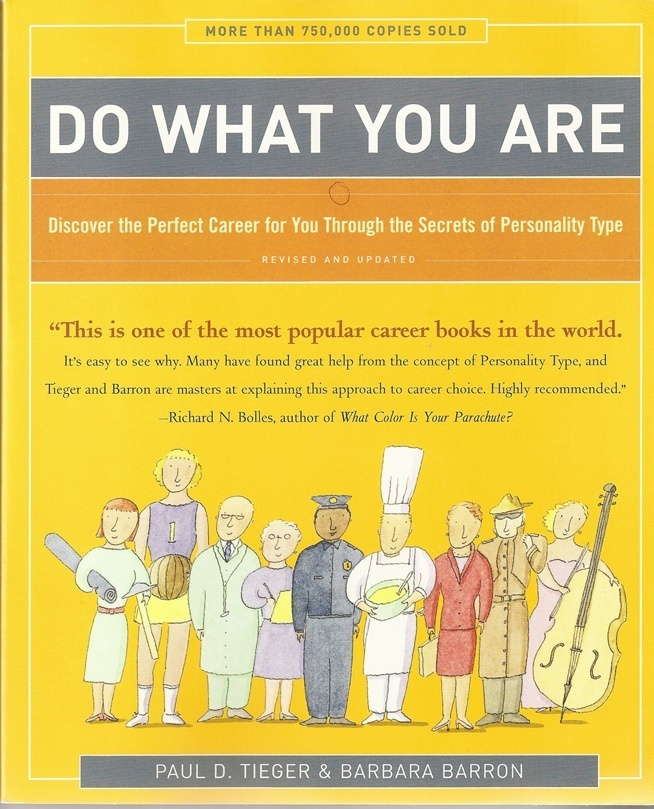 MORE THAN 750,000 COPIES SOLD
DO WHAT YOU ARE
Discover the Perfect Career for You Through the Secrets of Personality Type
REVISED AND UPDATED
“This is one of the most popular career books in the world.
It's easy to see why. Many have found great help from the concept of Personality Type, and
Tieger and Barron are masters at explaining this approach to career choice. Highly recommended.”
—Richard N. Bolles, author of What Color Is Your Parachute?
1
PAUL D. TIEGER & BARBARA BARRON